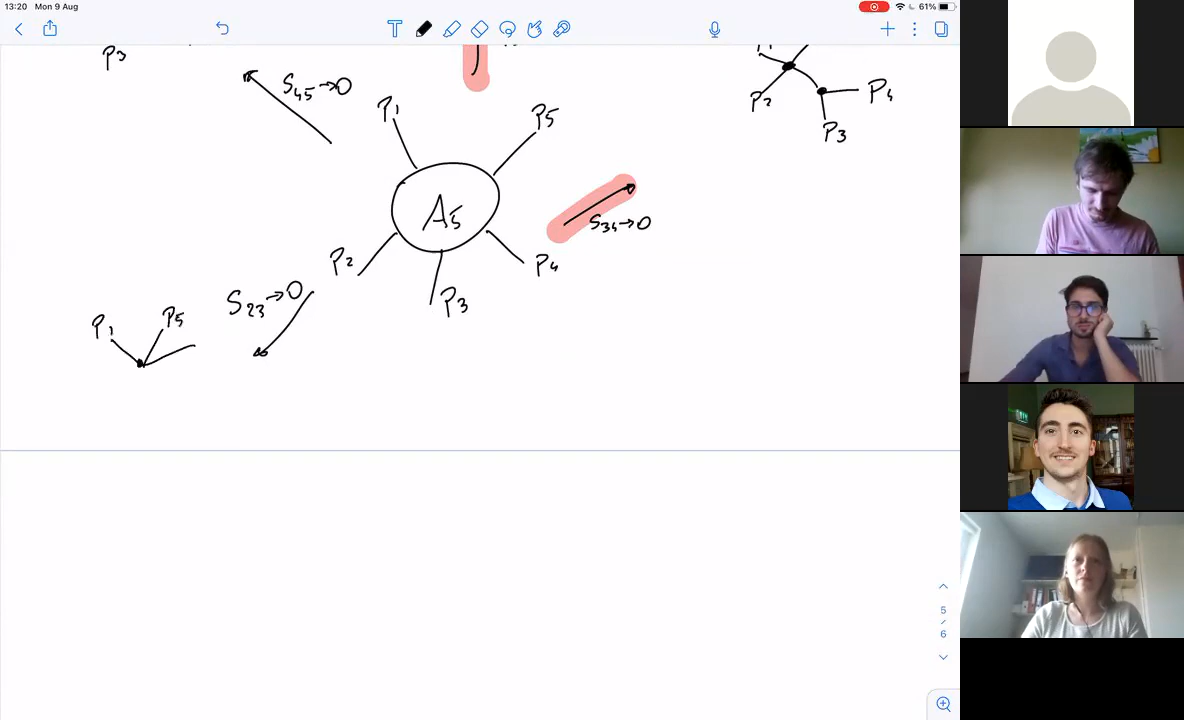 13:20 Mon 9 Aug
61%
P3
S45→0
P1
P5
P2
P4
P3
A5
S34→0
P2
P4
P3
S23→0
P1
P5
5
6